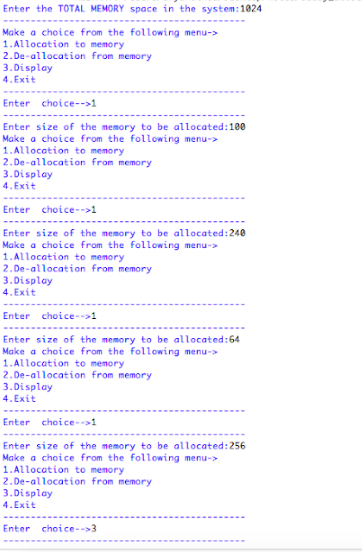 Enter the TOTAL MEMORY space in the system:1024
--------------------------------------------
Make a choice from the following menu->
1.Allocation to memory
2.De-allocation from memory
3.Display
4.Exit
--------------------------------------------
Enter  choice-->1
--------------------------------------------
Enter size of the memory to be allocated:100
Make a choice from the following menu->
1.Allocation to memory
2.De-allocation from memory
3.Display
4.Exit
--------------------------------------------
Enter  choice-->1
--------------------------------------------
Enter size of the memory to be allocated:240
Make a choice from the following menu->
1.Allocation to memory
2.De-allocation from memory
3.Display
4.Exit
--------------------------------------------
Enter  choice-->1
--------------------------------------------
Enter size of the memory to be allocated:64
Make a choice from the following menu->
1.Allocation to memory
2.De-allocation from memory
3.Display
4.Exit
--------------------------------------------
Enter  choice-->1
--------------------------------------------
Enter size of the memory to be allocated:256
Make a choice from the following menu->
1.Allocation to memory
2.De-allocation from memory
3.Display
4.Exit
--------------------------------------------
Enter  choice-->3
--------------------------------------------